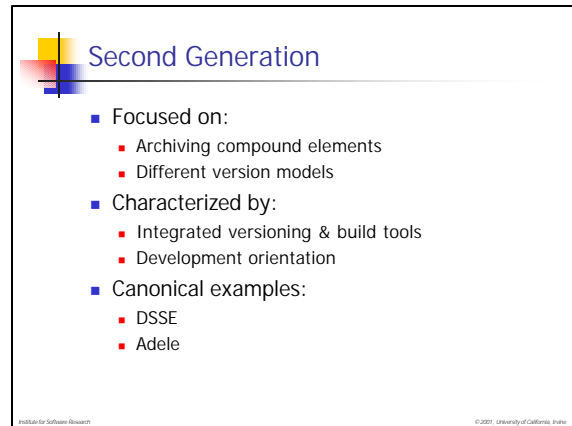 Second Generation
Focused on:
Archiving compound elements
Different version models
Characterized by:
Integrated versioning & build tools
Development orientation
Canonical examples:
DSSE
Adele
Institute for Software Research
© 2001, University of California, Irvine